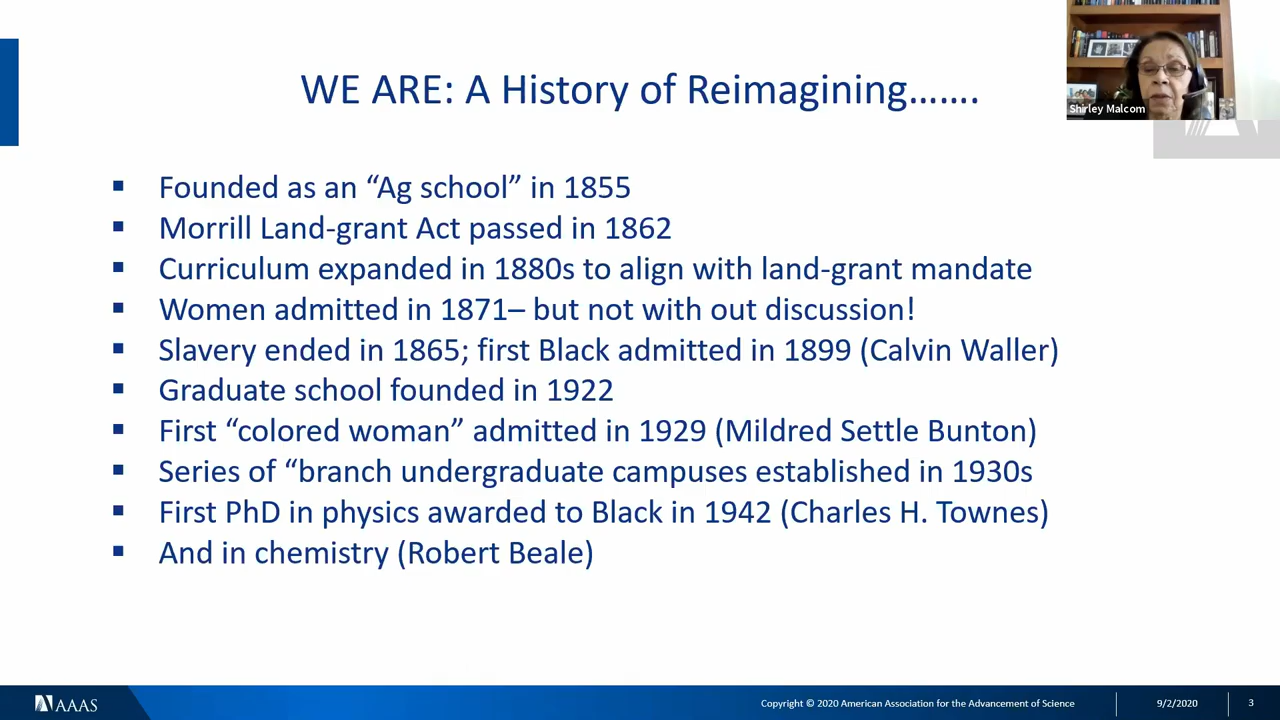 WE ARE: A History of Reimagining…….
Shirley Malcom
▪ Founded as an “Ag school” in 1855
▪ Morrill Land-grant Act passed in 1862
▪ Curriculum expanded in 1880s to align with land-grant mandate
▪ Women admitted in 1871– but not with out discussion!
▪ Slavery ended in 1865; first Black admitted in 1899 (Calvin Waller)
▪ Graduate school founded in 1922
▪ First “colored woman” admitted in 1929 (Mildred Settle Bunton)
▪ Series of “branch undergraduate campuses established in 1930s
▪ First PhD in physics awarded to Black in 1942 (Charles H. Townes)
▪ And in chemistry (Robert Beale)
AAAS
Copyright © 2020 American Association for the Advancement of Science
9/2/2020
3